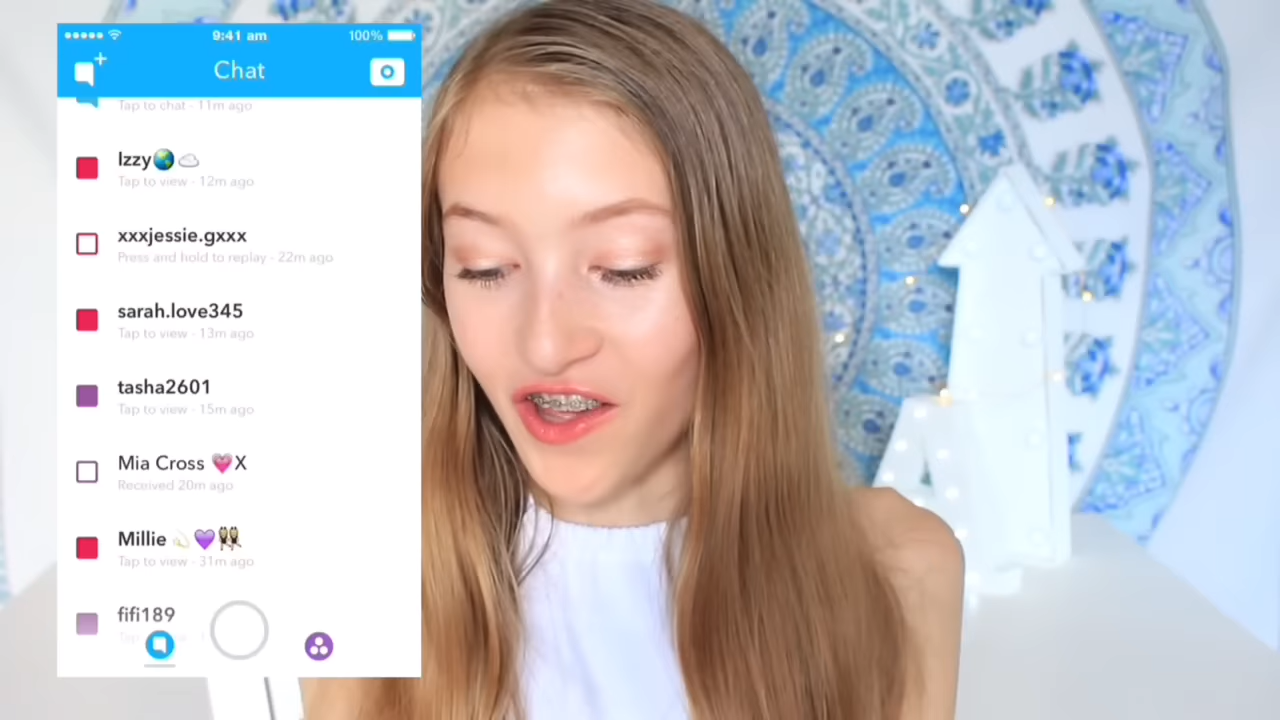 9:41 am 100%
Chat
Tap to chat - 11m ago
Izzy🌏☁️
Tap to view - 12m ago
xxxjessie.gxxx
Press and hold to replay - 22m ago
sarah.love345
Tap to view - 13m ago
tasha2601
Tap to view - 15m ago
Mia Cross 💗X
Received 20m ago
Millie 💫💜👯
Tap to view - 31m ago
fifi189